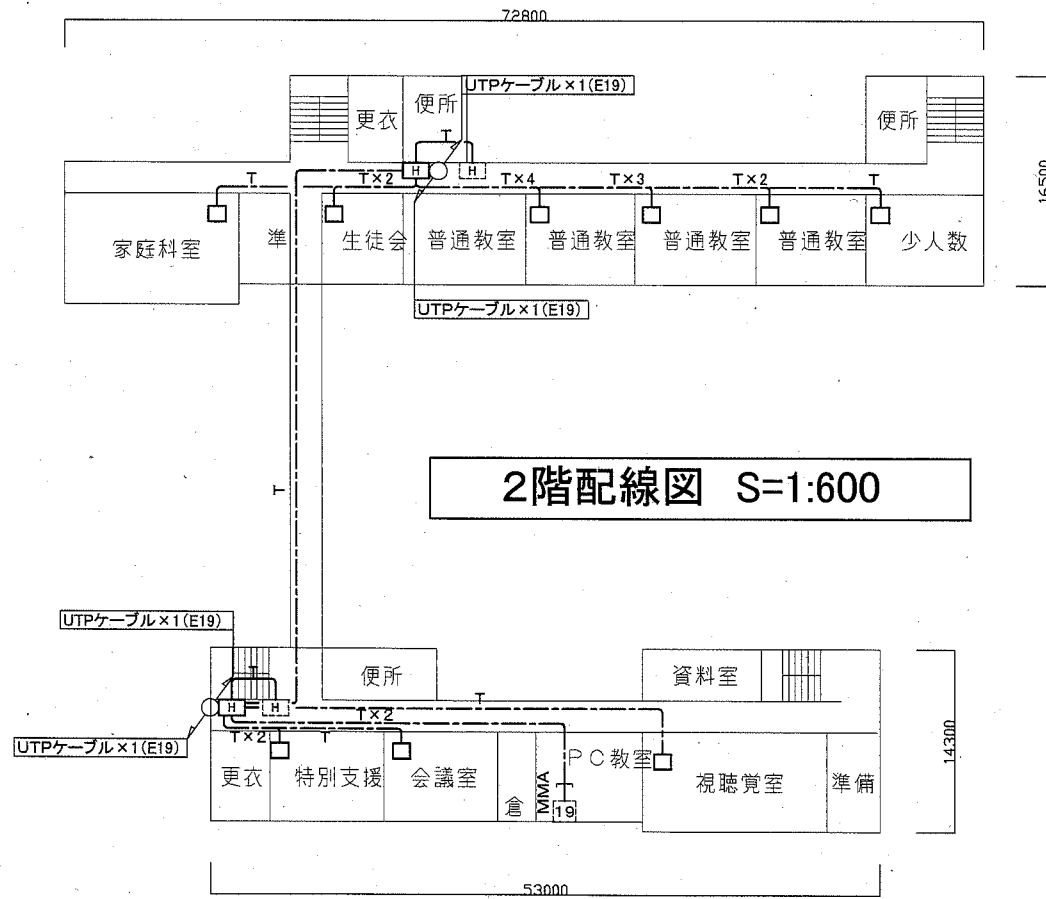 72800
UTPケーブル×1(E19)
便所
更衣
便所
T
H
H
16500
T
T×2
T×4
T×3
T×2
T
家庭科室
準
生徒会
普通教室
普通教室
普通教室
普通教室
少人数
UTPケーブル×1(E19)
2階配線図 S=1:600
T
UTPケーブル×1(E19)
便所
資料室
T
T
H
H
T×2
UTPケーブル×1(E19)
T×2
T
14300
更衣
特別支援
会議室
倉
MMA
PC教室
19
視聴覚室
準備
53000